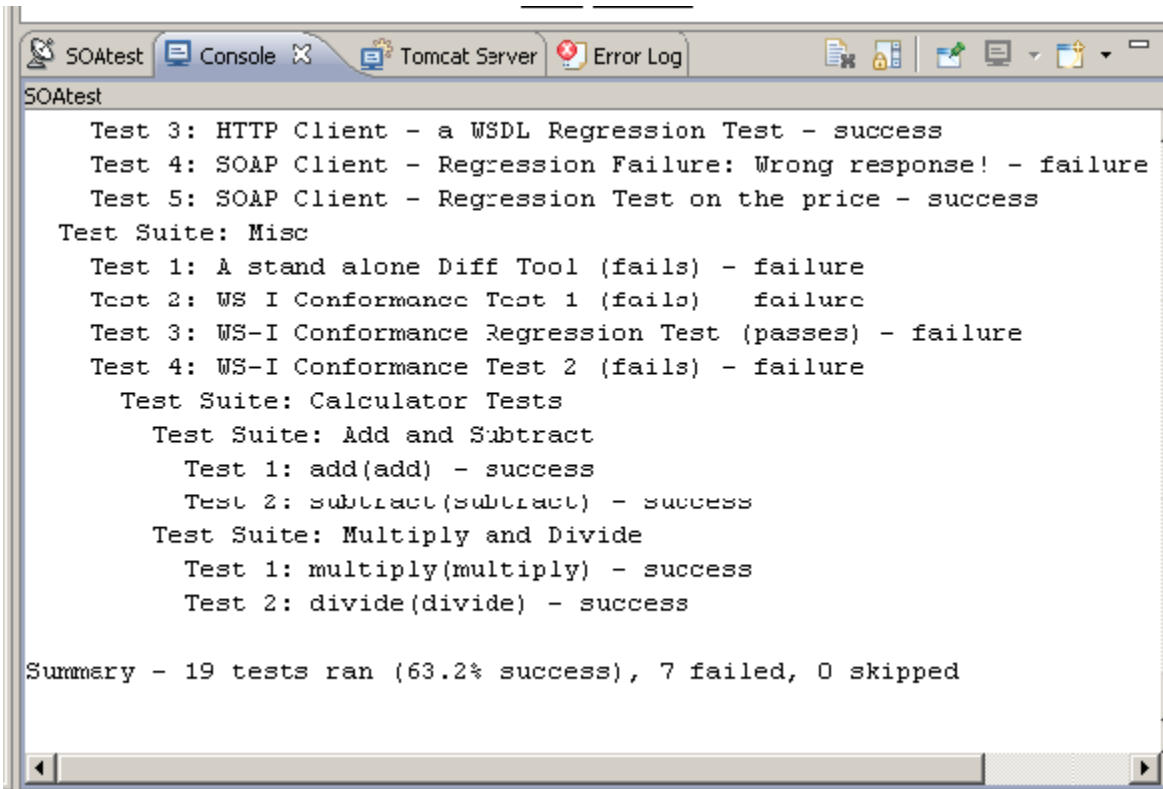 SOAtest Console Tomcat Server Error Log
SOAtest
Test 3: HTTP Client - a WSDL Regression Test - success
Test 4: SOAP Client - Regression Failure: Wrong response! - failure
Test 5: SOAP Client - Regression Test on the price - success
Test Suite: Misc
Test 1: A stand alone Diff Tool (fails) - failure
Test 2: WS I Conformance Test 1 (fails) failure
Test 3: WS-I Conformance Regression Test (passes) - failure
Test 4: WS-I Conformance Test 2 (fails) - failure
Test Suite: Calculator Tests
Test Suite: Add and Subtract
Test 1: add(add) - success
Test 2: subtract(subtract) - success
Test Suite: Multiply and Divide
Test 1: multiply(multiply) - success
Test 2: divide(divide) - success
Summary - 19 tests ran (63.2% success), 7 failed, 0 skipped